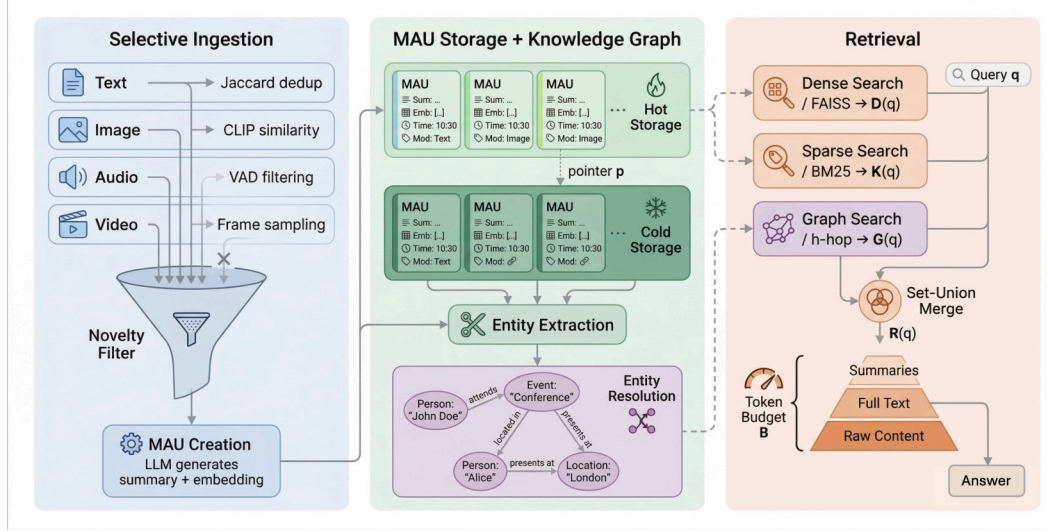 Selective Ingestion
Text
Jaccard dedup
Image
CLIP similarity
Audio
VAD filtering
Video
Frame sampling
Novelty
Filter
MAU Creation
LLM generates
summary + embedding
MAU Storage + Knowledge Graph
MAU
Sum: ...
Emb: [...]
Time: 10:30
Mod: Text
MAU
Sum: ...
Emb: [...]
Time: 10:30
Mod: Image
MAU
Sum: ...
Emb: [...]
Time: 10:30
Mod: Image
...
Hot
Storage
pointer p
MAU
Sum: ...
Emb: [...]
Time: 10:30
Mod: Text
MAU
Sum: ...
Emb: [...]
Time: 10:30
Mod:
MAU
Sum: ...
Emb: [...]
Time: 10:30
Mod:
...
Cold
Storage
Entity Extraction
Entity
Resolution
Person:
"John Doe"
attends
Event:
"Conference"
located in
presents at
Person:
"Alice"
presents at
Location:
"London"
Retrieval
Query q
Dense Search
/ FAISS → D(q)
Sparse Search
/ BM25 → K(q)
Graph Search
/ h-hop → G(q)
Set-Union
Merge
R(q)
Token
Budget
B
Summaries
Full Text
Raw Content
Answer